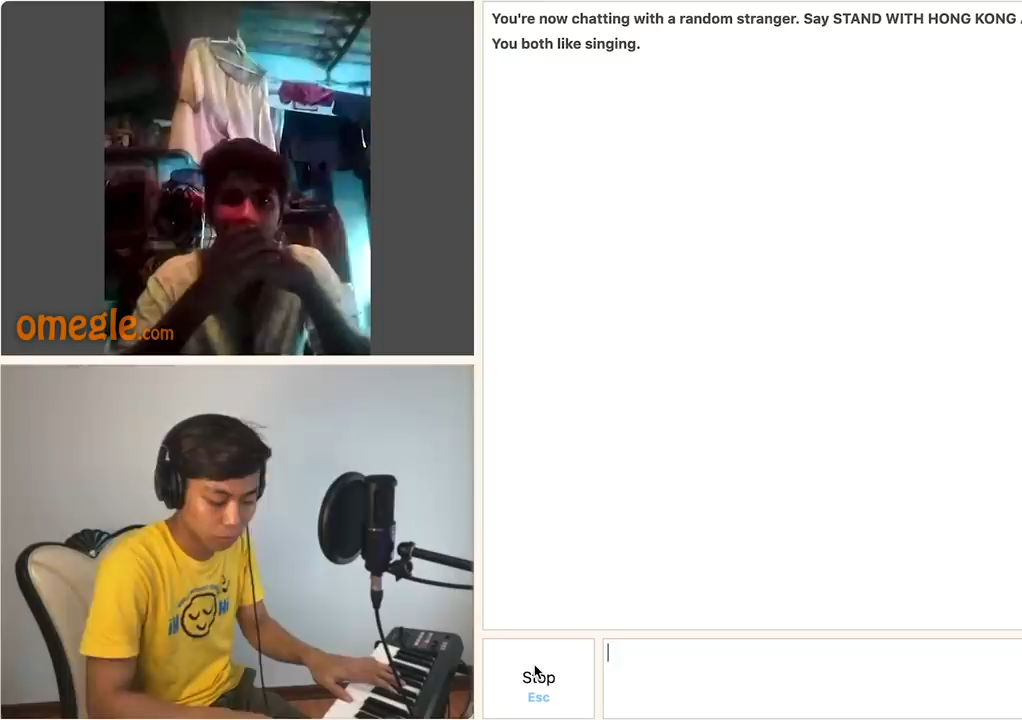 You're now chatting with a random stranger. Say STAND WITH HONG KONG
You both like singing.
omegle.com
Stop
Esc